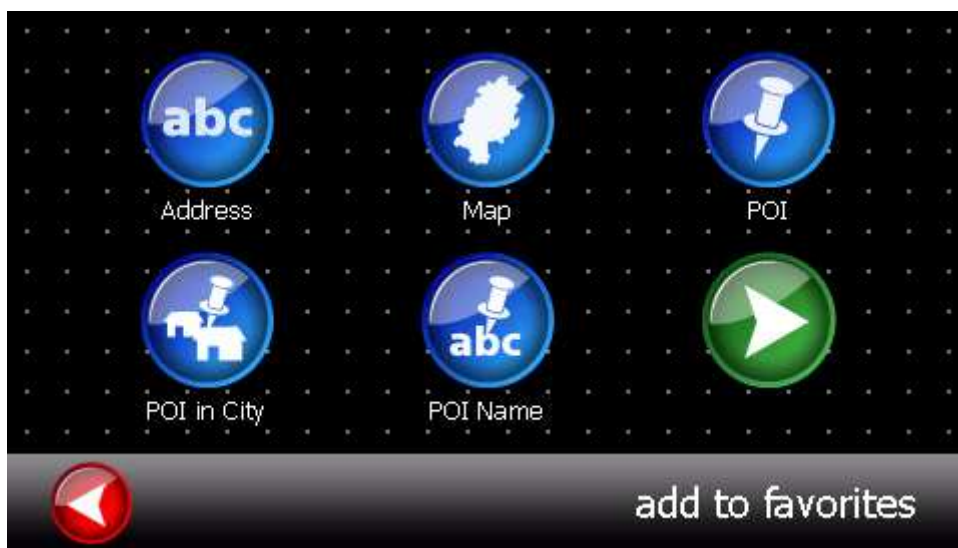 abc
Address
Map
POI
abc
POI in City
POI Name
add to favorites